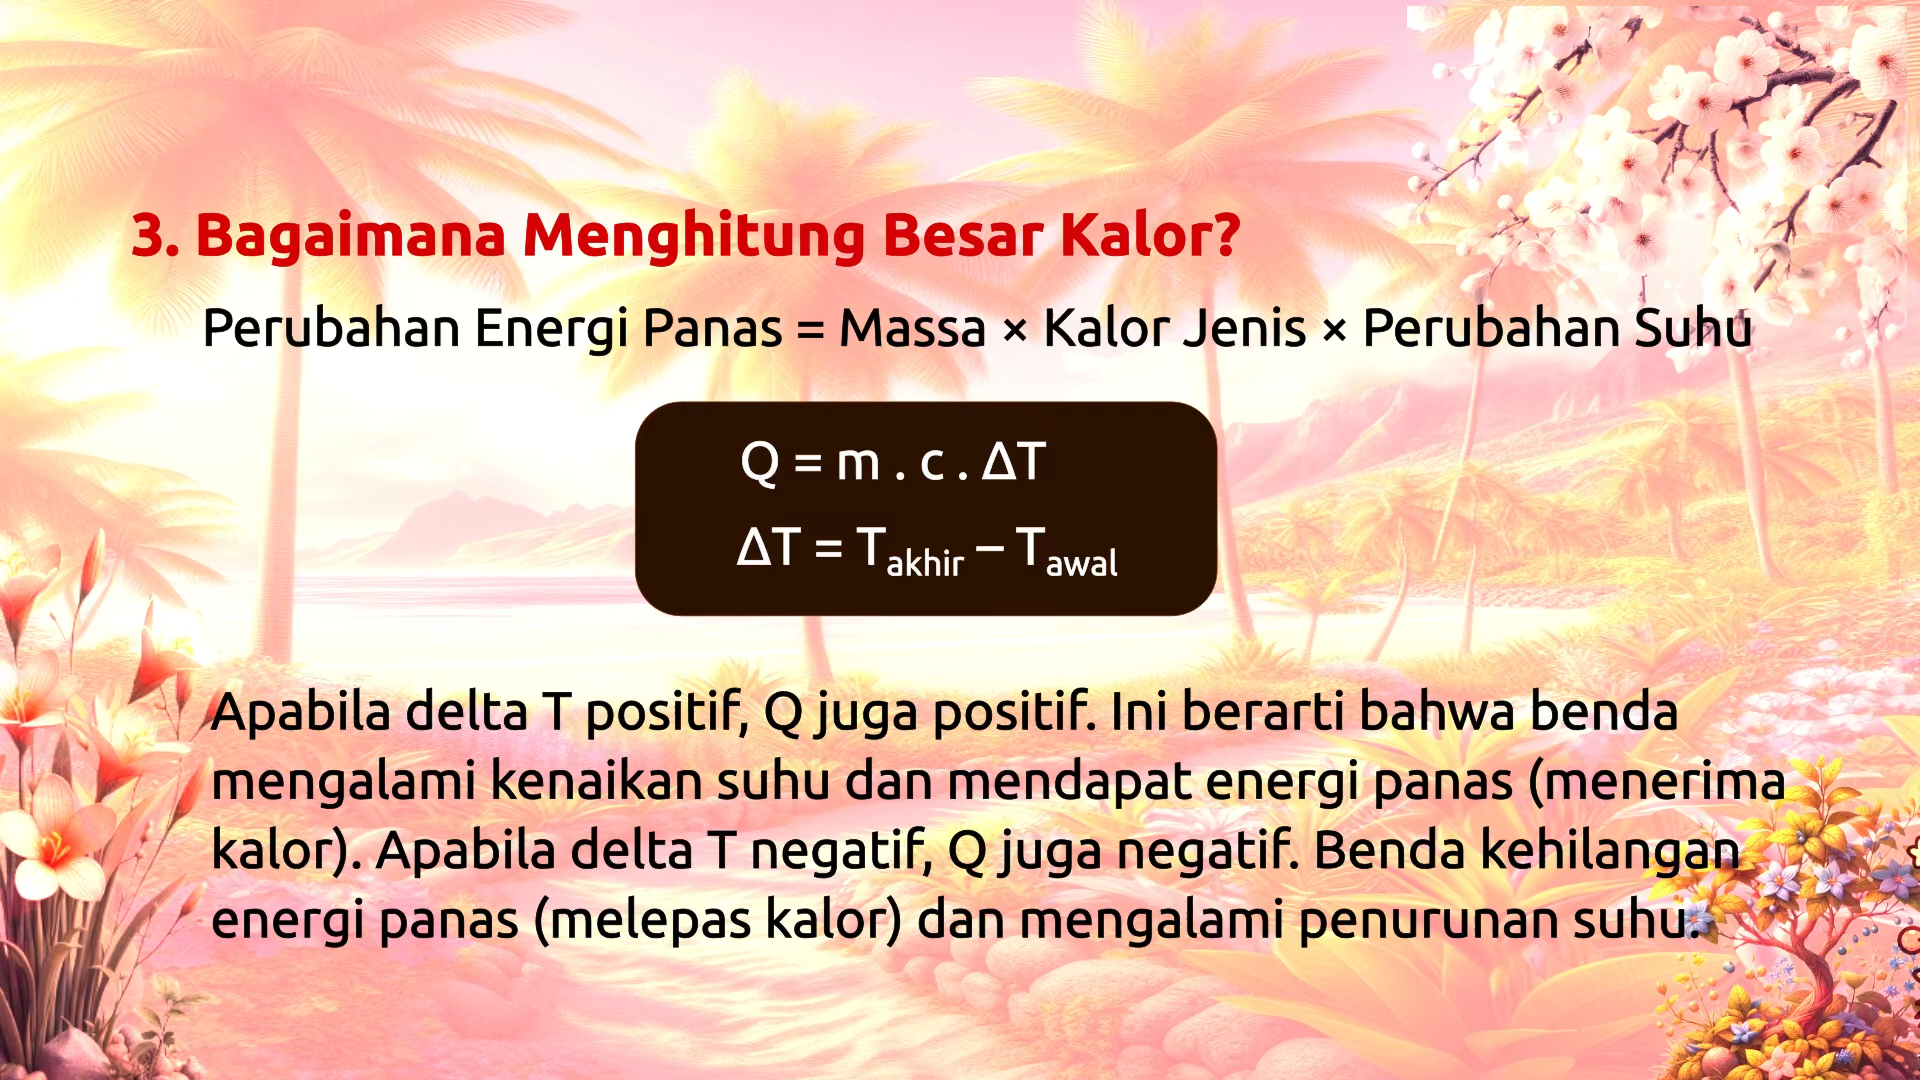 3. Bagaimana Menghitung Besar Kalor?
Perubahan Energi Panas = Massa × Kalor Jenis × Perubahan Suhu
Q = m . c . ΔT
ΔT = Takhir – Tawal
Apabila delta T positif, Q juga positif. Ini berarti bahwa benda
mengalami kenaikan suhu dan mendapat energi panas (menerima
kalor). Apabila delta T negatif, Q juga negatif. Benda kehilangan
energi panas (melepas kalor) dan mengalami penurunan suhu.